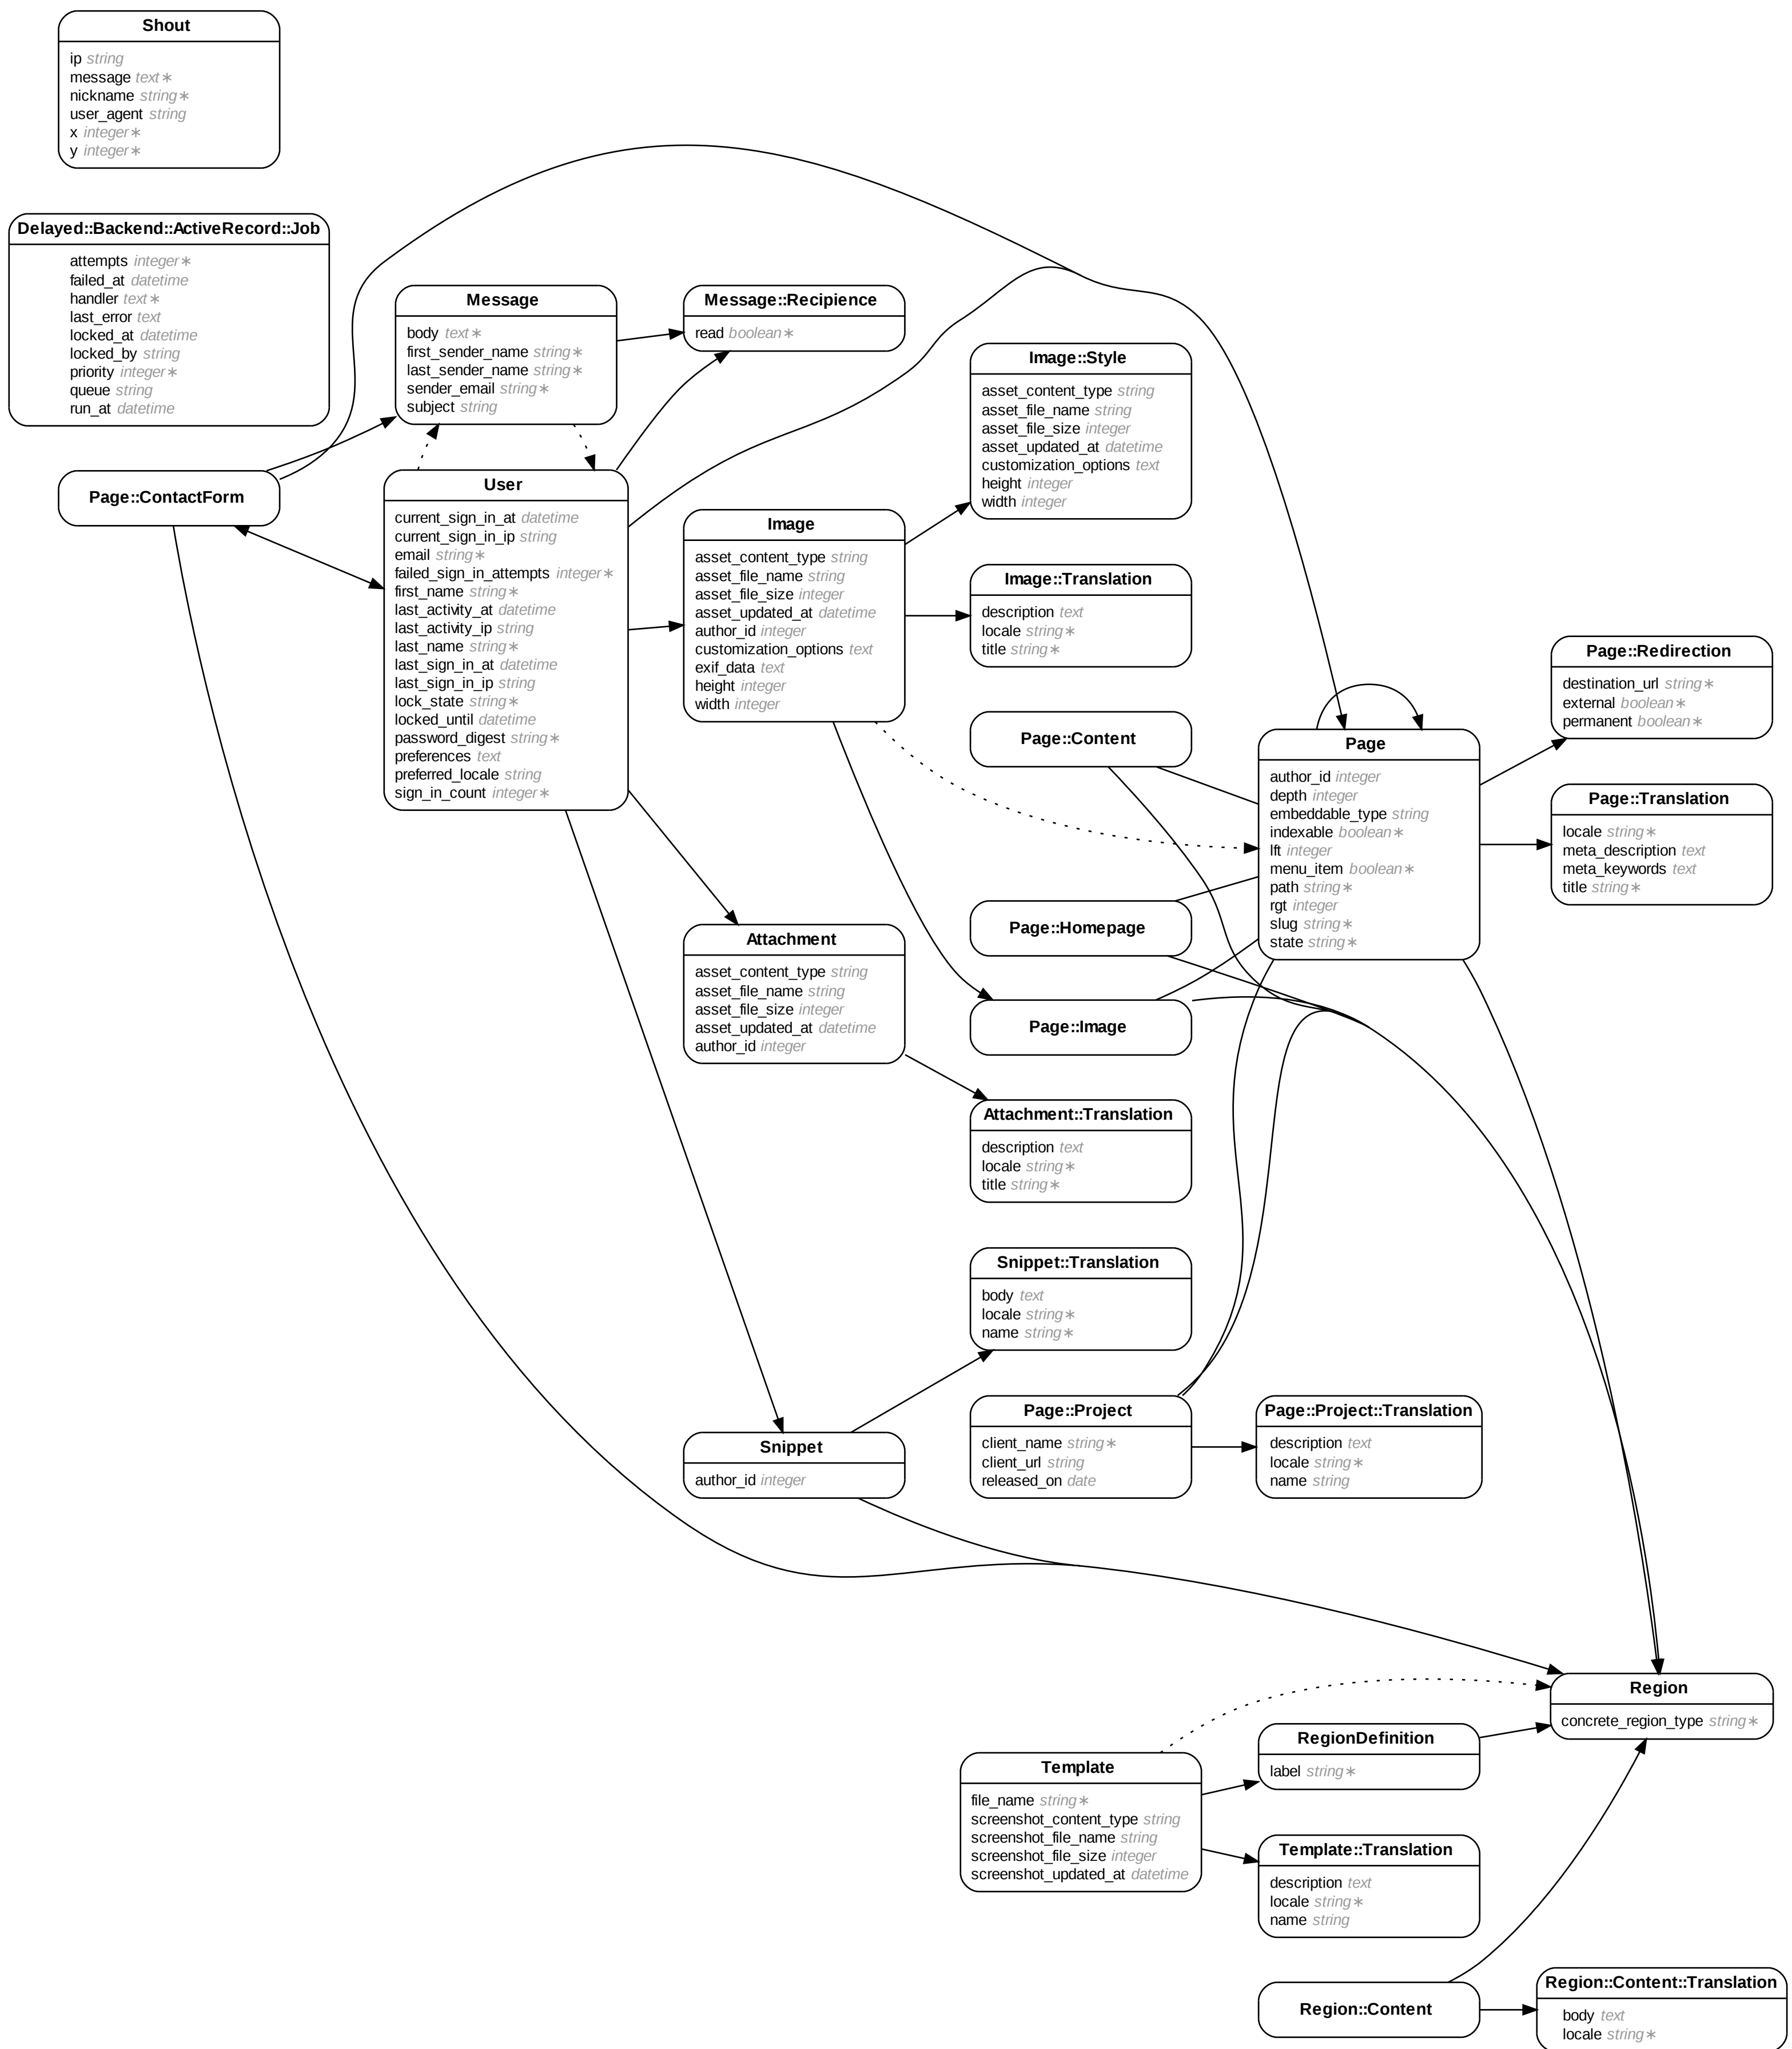 Shout
ip string
message text∗
nickname string∗
user_agent string
x integer∗
y integer∗
Delayed::Backend::ActiveRecord::Job
attempts integer∗
failed_at datetime
handler text∗
last_error text
locked_at datetime
locked_by string
priority integer∗
queue string
run_at datetime
Page::ContactForm
Message
body text∗
first_sender_name string∗
last_sender_name string∗
sender_email string∗
subject string
Message::Recipience
read boolean∗
User
current_sign_in_at datetime
current_sign_in_ip string
email string∗
failed_sign_in_attempts integer∗
first_name string∗
last_activity_at datetime
last_activity_ip string
last_name string∗
last_sign_in_at datetime
last_sign_in_ip string
lock_state string∗
locked_until datetime
password_digest string∗
preferences text
preferred_locale string
sign_in_count integer∗
Image
asset_content_type string
asset_file_name string
asset_file_size integer
asset_updated_at datetime
author_id integer
customization_options text
exif_data text
height integer
width integer
Image::Style
asset_content_type string
asset_file_name string
asset_file_size integer
asset_updated_at datetime
customization_options text
height integer
width integer
Image::Translation
description text
locale string∗
title string∗
Page::Content
Page::Homepage
Page::Image
Page
author_id integer
depth integer
embeddable_type string
indexable boolean∗
lft integer
menu_item boolean∗
path string∗
rgt integer
slug string∗
state string∗
Page::Redirection
destination_url string∗
external boolean∗
permanent boolean∗
Page::Translation
locale string∗
meta_description text
meta_keywords text
title string∗
Attachment
asset_content_type string
asset_file_name string
asset_file_size integer
asset_updated_at datetime
author_id integer
Attachment::Translation
description text
locale string∗
title string∗
Snippet::Translation
body text
locale string∗
name string∗
Snippet
author_id integer
Page::Project
client_name string∗
client_url string
released_on date
Page::Project::Translation
description text
locale string∗
name string
Region
concrete_region_type string∗
RegionDefinition
label string∗
Template
file_name string∗
screenshot_content_type string
screenshot_file_name string
screenshot_file_size integer
screenshot_updated_at datetime
Template::Translation
description text
locale string∗
name string
Region::Content
Region::Content::Translation
body text
locale string∗